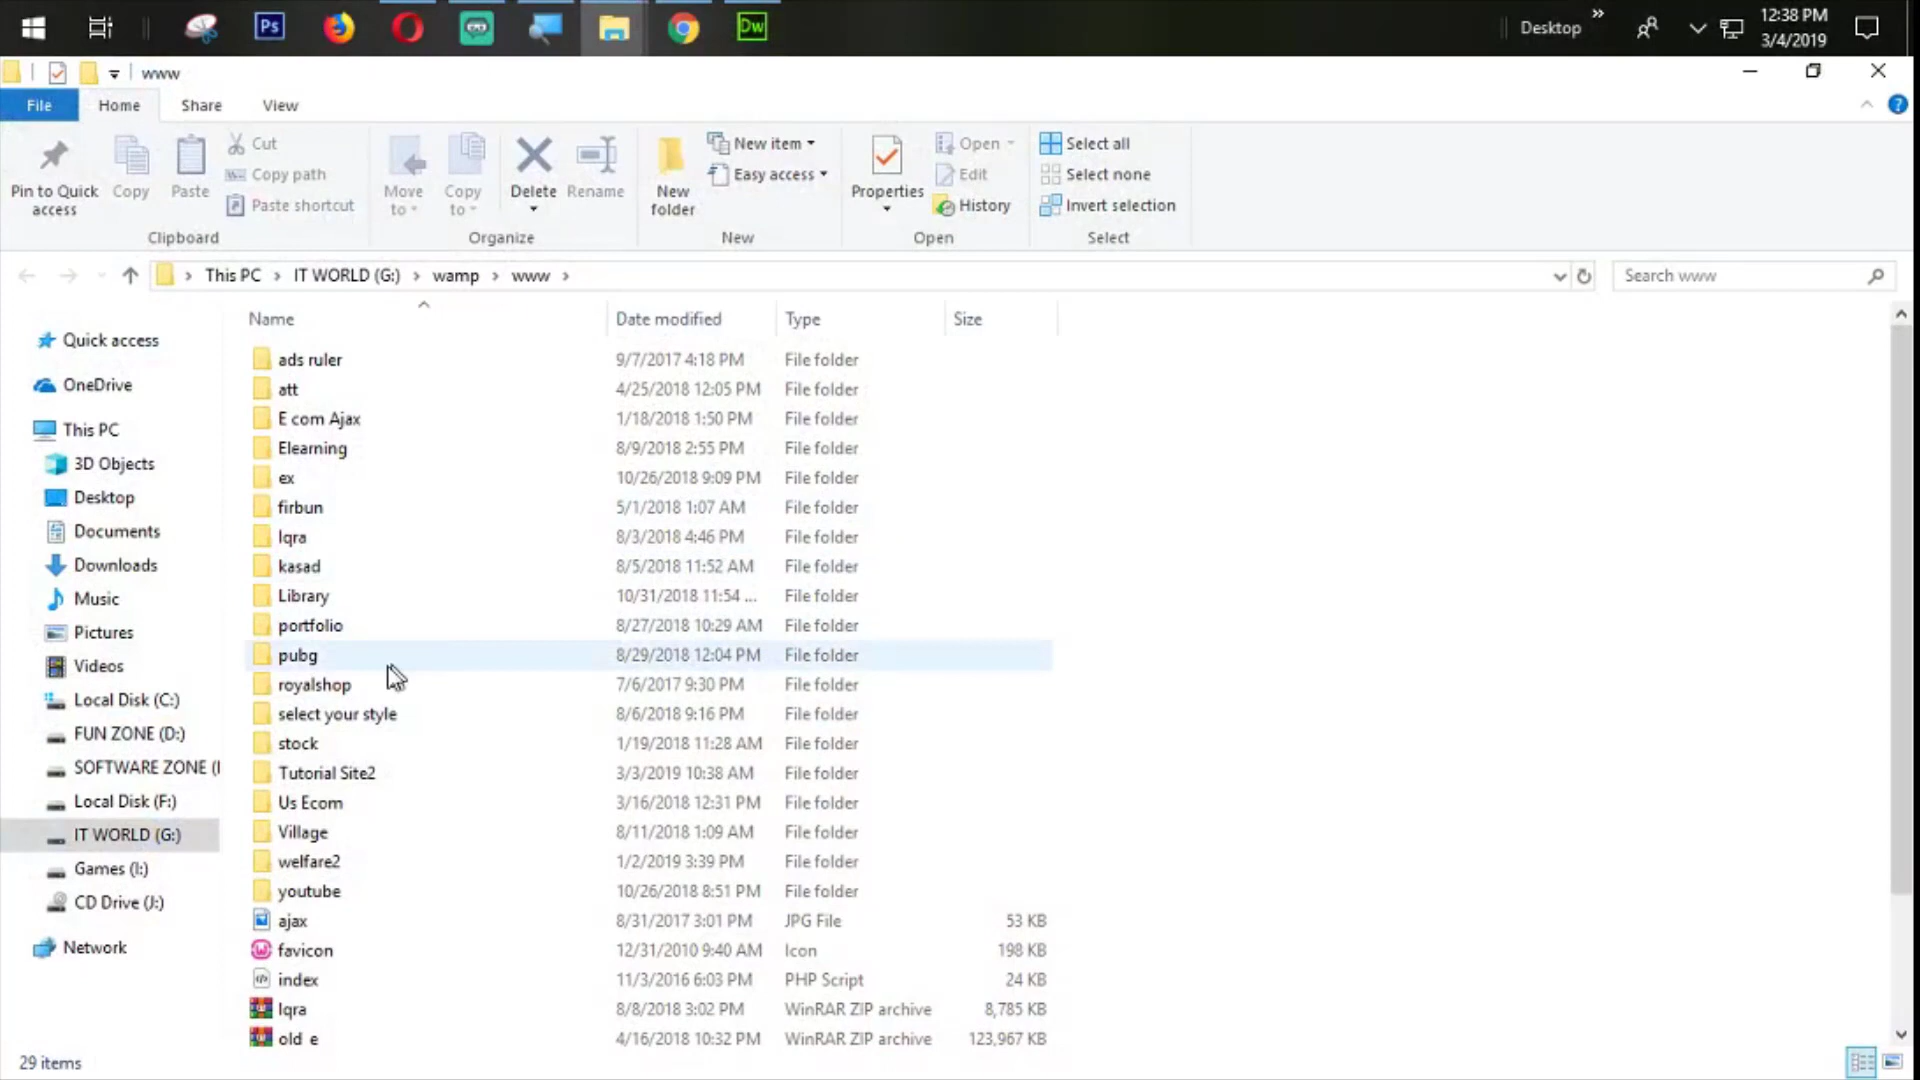 Ps
Dw
Desktop
»
12:38 PM
3/4/2019
www
File
Home
Share
View
Pin to Quick access
Copy
Paste
Cut
Copy path
Paste shortcut
Clipboard
Move to
Copy to
Delete
Rename
Organize
New folder
New item
Easy access
New
Properties
Open
Edit
History
Open
Select all
Select none
Invert selection
Select
This PC > IT WORLD (G:) > wamp > www >
Search www
Name Date modified Type Size
Quick access
OneDrive
This PC
3D Objects
Desktop
Documents
Downloads
Music
Pictures
Videos
Local Disk (C:)
FUN ZONE (D:)
SOFTWARE ZONE (
Local Disk (F:)
IT WORLD (G:)
Games (I:)
CD Drive (J:)
Network
ads ruler 9/7/2017 4:18 PM File folder
att 4/25/2018 12:05 PM File folder
E com Ajax 1/18/2018 1:50 PM File folder
Elearning 8/9/2018 2:55 PM File folder
ex 10/26/2018 9:09 PM File folder
firbun 5/1/2018 1:07 AM File folder
Iqra 8/3/2018 4:46 PM File folder
kasad 8/5/2018 11:52 AM File folder
Library 10/31/2018 11:54 ... File folder
portfolio 8/27/2018 10:29 AM File folder
pubg 8/29/2018 12:04 PM File folder
royalshop 7/6/2017 9:30 PM File folder
select your style 8/6/2018 9:16 PM File folder
stock 1/19/2018 11:28 AM File folder
Tutorial Site2 3/3/2019 10:38 AM File folder
Us Ecom 3/16/2018 12:31 PM File folder
Village 8/11/2018 1:09 AM File folder
welfare2 1/2/2019 3:39 PM File folder
youtube 10/26/2018 8:51 PM File folder
ajax 8/31/2017 3:01 PM JPG File 53 KB
favicon 12/31/2010 9:40 AM Icon 198 KB
index 11/3/2016 6:03 PM PHP Script 24 KB
Iqra 8/8/2018 3:02 PM WinRAR ZIP archive 8,785 KB
old e 4/16/2018 10:32 PM WinRAR ZIP archive 123,967 KB
29 items